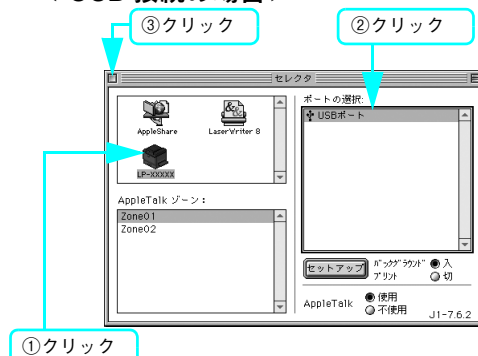 〈USB 接続の場合〉
③クリック
②クリック
セレクタ
ポートの選択:
USBポート
AppleShare
LaserWriter 8
LP-XXXXX
AppleTalk ゾーン:
Zone01
Zone02
セットアップ
バックグラウンド プリント
入
切
AppleTalk
使用
不使用
J1-7.6.2
①クリック